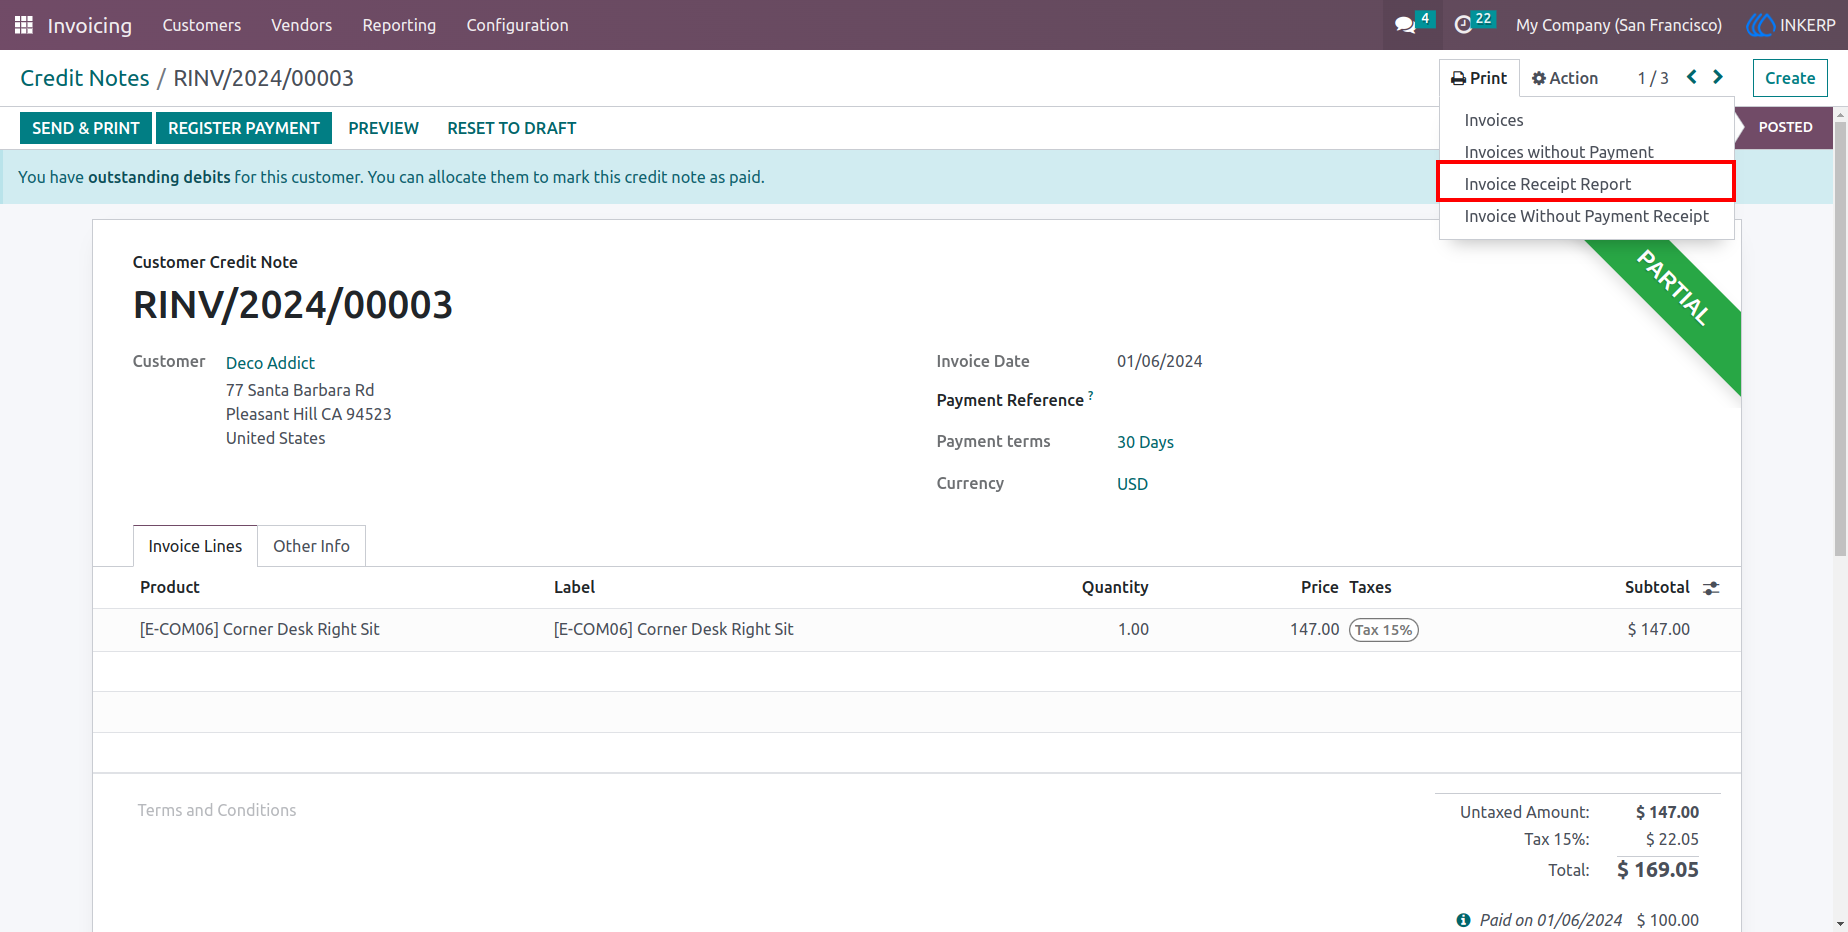 Invoicing Customers Vendors Reporting Configuration 4 22 My Company (San Francisco) INKERP
Credit Notes / RINV/2024/00003 Print Action 1 / 3 Create
SEND & PRINT REGISTER PAYMENT PREVIEW RESET TO DRAFT POSTED
Invoices
Invoices without Payment
Invoice Receipt Report
Invoice Without Payment Receipt
You have outstanding debits for this customer. You can allocate them to mark this credit note as paid.
PARTIAL
Customer Credit Note
RINV/2024/00003
Customer Deco Addict
77 Santa Barbara Rd
Pleasant Hill CA 94523
United States
Invoice Date 01/06/2024
Payment Reference ?
Payment terms 30 Days
Currency USD
Invoice Lines Other Info
Product Label Quantity Price Taxes Subtotal
[E-COM06] Corner Desk Right Sit [E-COM06] Corner Desk Right Sit 1.00 147.00 Tax 15% $ 147.00
Terms and Conditions
Untaxed Amount: $ 147.00
Tax 15%: $ 22.05
Total: $ 169.05
Paid on 01/06/2024 $ 100.00